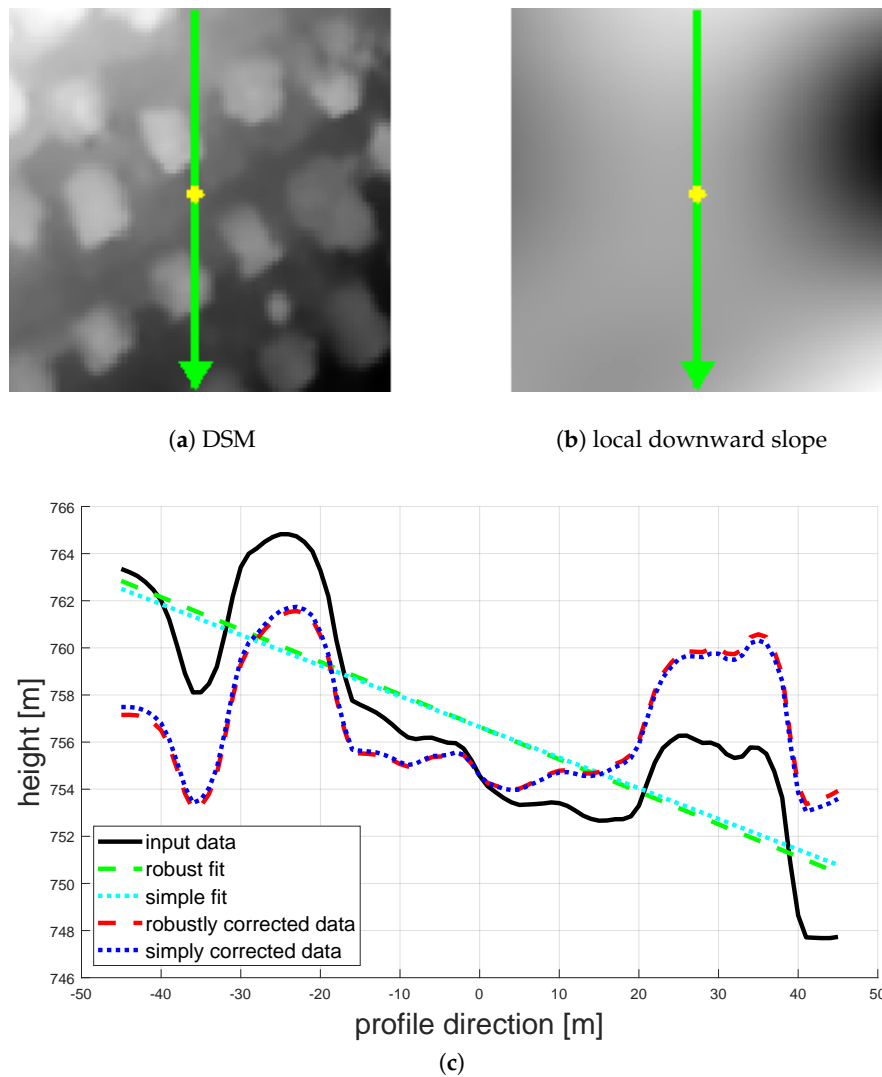 (a) DSM
(b) local downward slope
766
764
762
760
758
756
754
752
750
748
746
height [m]
input data
robust fit
simple fit
robustly corrected data
simply corrected data
-50 -40 -30 -20 -10 0 10 20 30 40 50
profile direction [m]
(c)